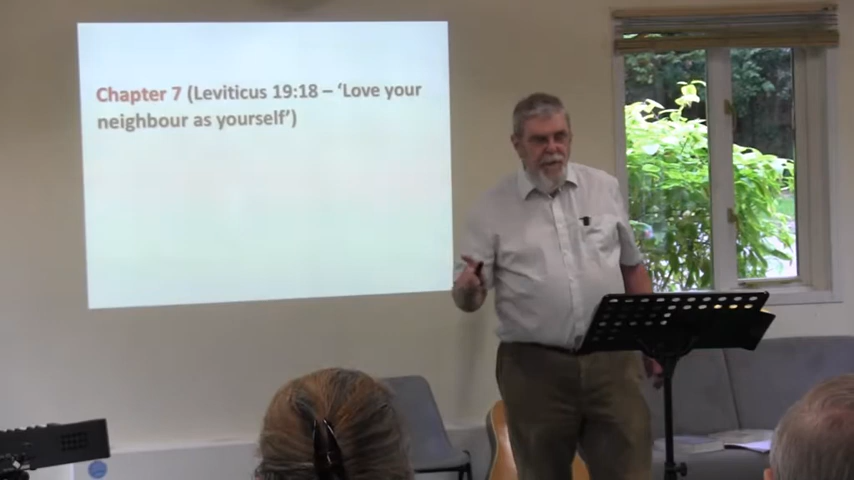 Chapter 7 (Leviticus 19:18 – ‘Love your
neighbour as yourself’)